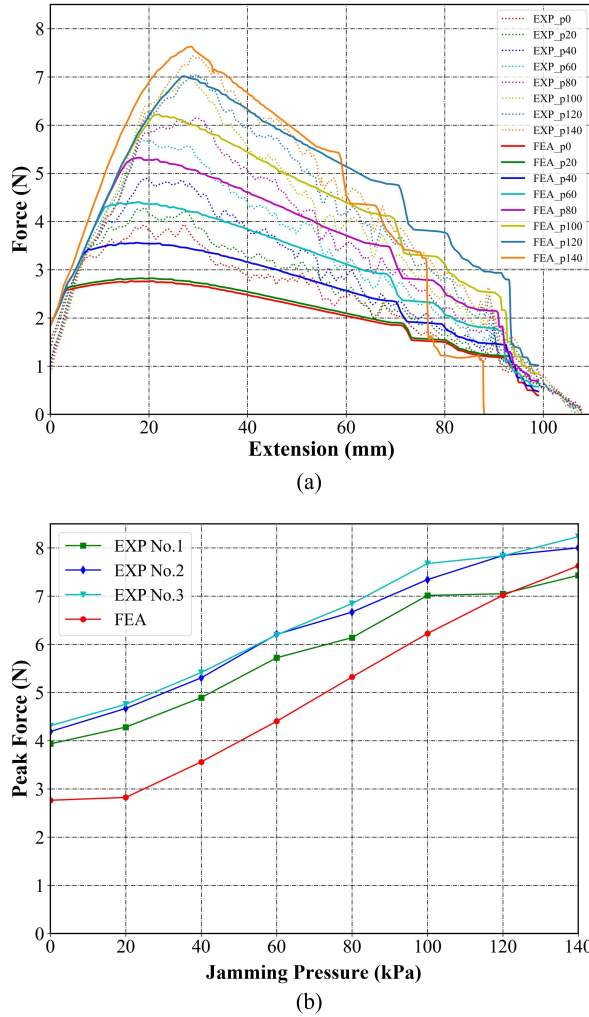 8
7
6
5
4
3
2
1
0
Force (N)
EXP_p0
EXP_p20
EXP_p40
EXP_p60
EXP_p80
EXP_p100
EXP_p120
EXP_p140
FEA_p0
FEA_p20
FEA_p40
FEA_p60
FEA_p80
FEA_p100
FEA_p120
FEA_p140
0 20 40 60 80 100
Extension (mm)
(a)
8
7
6
5
4
3
2
1
0
Peak Force (N)
EXP No.1
EXP No.2
EXP No.3
FEA
0 20 40 60 80 100 120 140
Jamming Pressure (kPa)
(b)